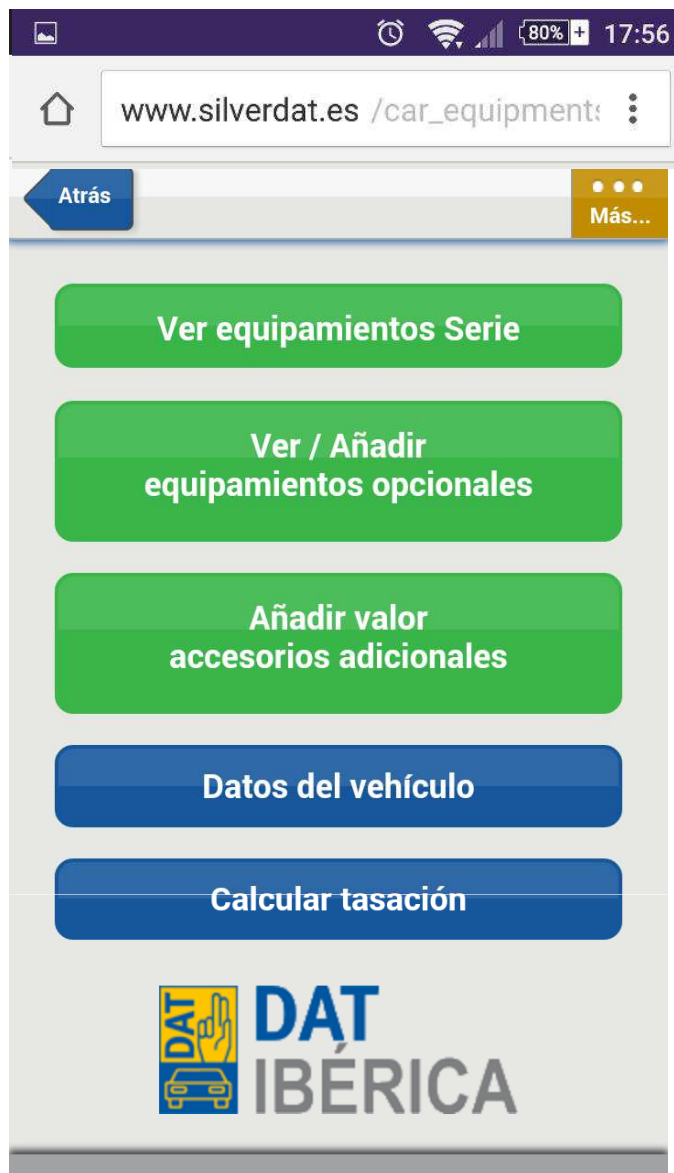 80% 17:56
www.silverdat.es /car_equipments
Atrás
Más...
Ver equipamientos Serie
Ver / Añadir
equipamientos opcionales
Añadir valor
accesorios adicionales
Datos del vehículo
Calcular tasación
DAT
DAT
IBÉRICA